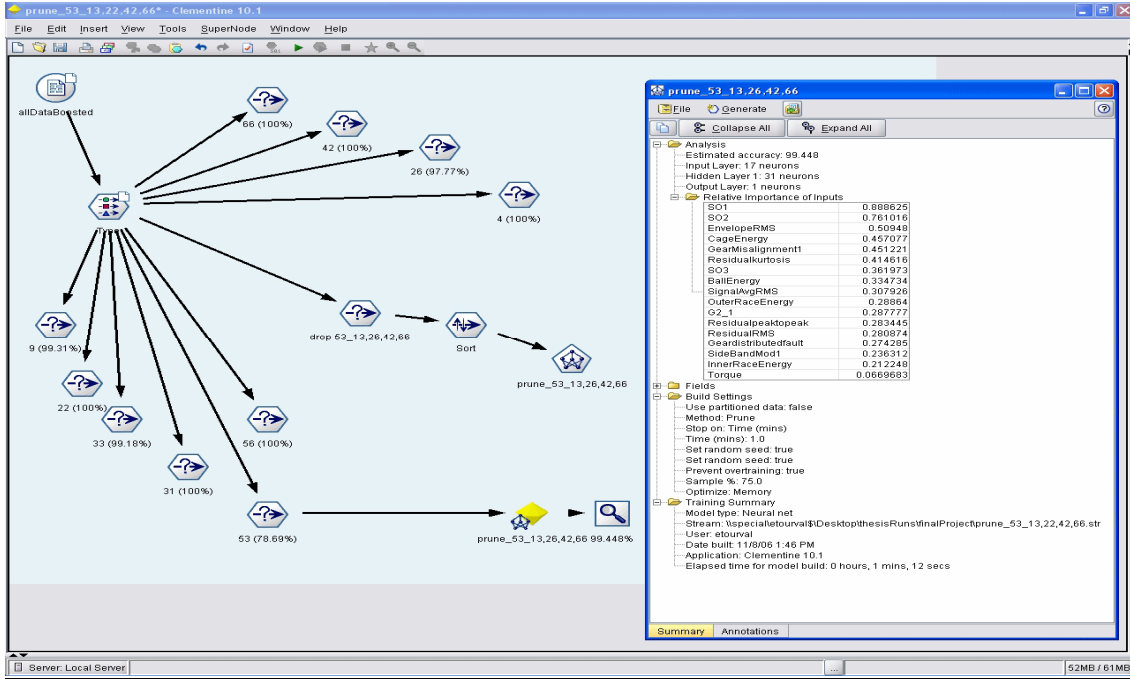 prune_53_13,22,42,66* - Clementine 10.1
File Edit Insert View Tools SuperNode Window Help
allDataBoosted
66 (100%)
42 (100%)
26 (97.77%)
4 (100%)
Type
9 (99.31%)
22 (100%)
33 (99.18%)
31 (100%)
56 (100%)
53 (78.69%)
drop 53_13,26,42,66
Sort
prune_53_13,26,42,66
prune_53_13,26,42,66 99.448%
prune_53_13,26,42,66
File Generate
Collapse All Expand All
Analysis
Estimated accuracy: 99.448
Input Layer: 17 neurons
Hidden Layer 1: 31 neurons
Output Layer: 1 neurons
Relative Importance of Inputs
SO1 0.888625
SO2 0.761016
EnvelopeRMS 0.50948
CageEnergy 0.457077
GearMisalignment1 0.451221
Residualkurtosis 0.414616
SO3 0.361973
BallEnergy 0.334734
SignalAvgRMS 0.307926
OuterRaceEnergy 0.28864
G2_1 0.287777
Residualpeaktopeak 0.283445
ResidualRMS 0.280874
Geardistributedfault 0.274285
SideBandMod1 0.236312
InnerRaceEnergy 0.212248
Torque 0.0669683
Fields
Build Settings
Use partitioned data: false
Method: Prune
Stop on: Time (mins)
Time (mins): 1.0
Set random seed: true
Set random seed: true
Prevent overtraining: true
Sample %: 75.0
Optimize: Memory
Training Summary
Model type: Neural net
Stream: \\special\etourval$\Desktop\thesisRuns\finalProject\prune_53_13,22,42,66.str
User: etourval
Date built: 11/8/06 1:46 PM
Application: Clementine 10.1
Elapsed time for model build: 0 hours, 1 mins, 12 secs
Summary Annotations
Server: Local Server
...
52MB / 61MB